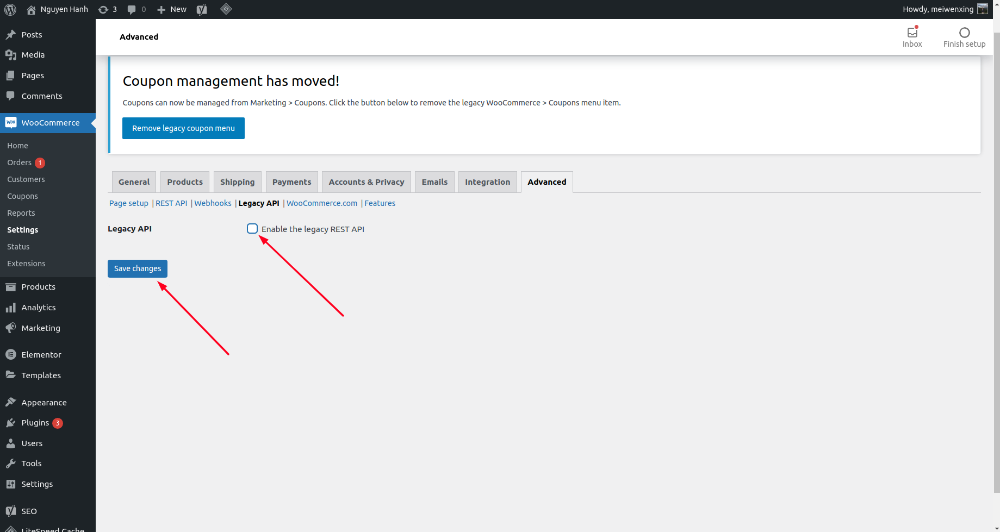 Nguyen Hanh 3 0 New Howdy, meiwenxing
Posts
Media
Pages
Comments
WooCommerce
Home
Orders 1
Customers
Coupons
Reports
Settings
Status
Extensions
Products
Analytics
Marketing
Elementor
Templates
Appearance
Plugins 3
Users
Tools
Settings
SEO
LiteSpeed Cache
Advanced
Inbox Finish setup
Coupon management has moved!
Coupons can now be managed from Marketing > Coupons. Click the button below to remove the legacy WooCommerce > Coupons menu item.
Remove legacy coupon menu
General Products Shipping Payments Accounts & Privacy Emails Integration Advanced
Page setup | REST API | Webhooks | Legacy API | WooCommerce.com | Features
Legacy API Enable the legacy REST API
Save changes